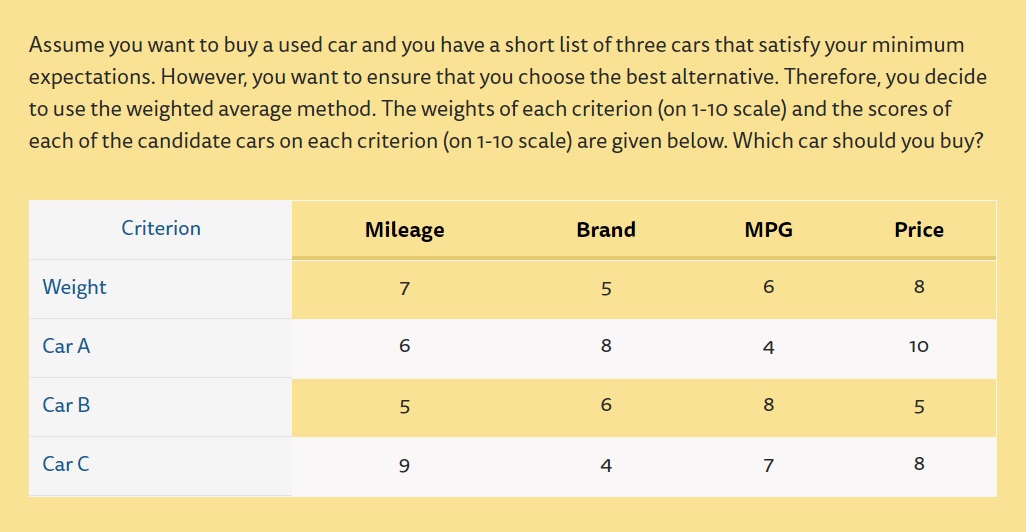 Assume you want to buy a used car and you have a short list of three cars that satisfy your minimum
expectations. However, you want to ensure that you choose the best alternative. Therefore, you decide
to use the weighted average method. The weights of each criterion (on 1-10 scale) and the scores of
each of the candidate cars on each criterion (on 1-10 scale) are given below. Which car should you buy?
Criterion Mileage Brand MPG Price
Weight 7 5 6 8
Car A 6 8 4 10
Car B 5 6 8 5
Car C 9 4 7 8